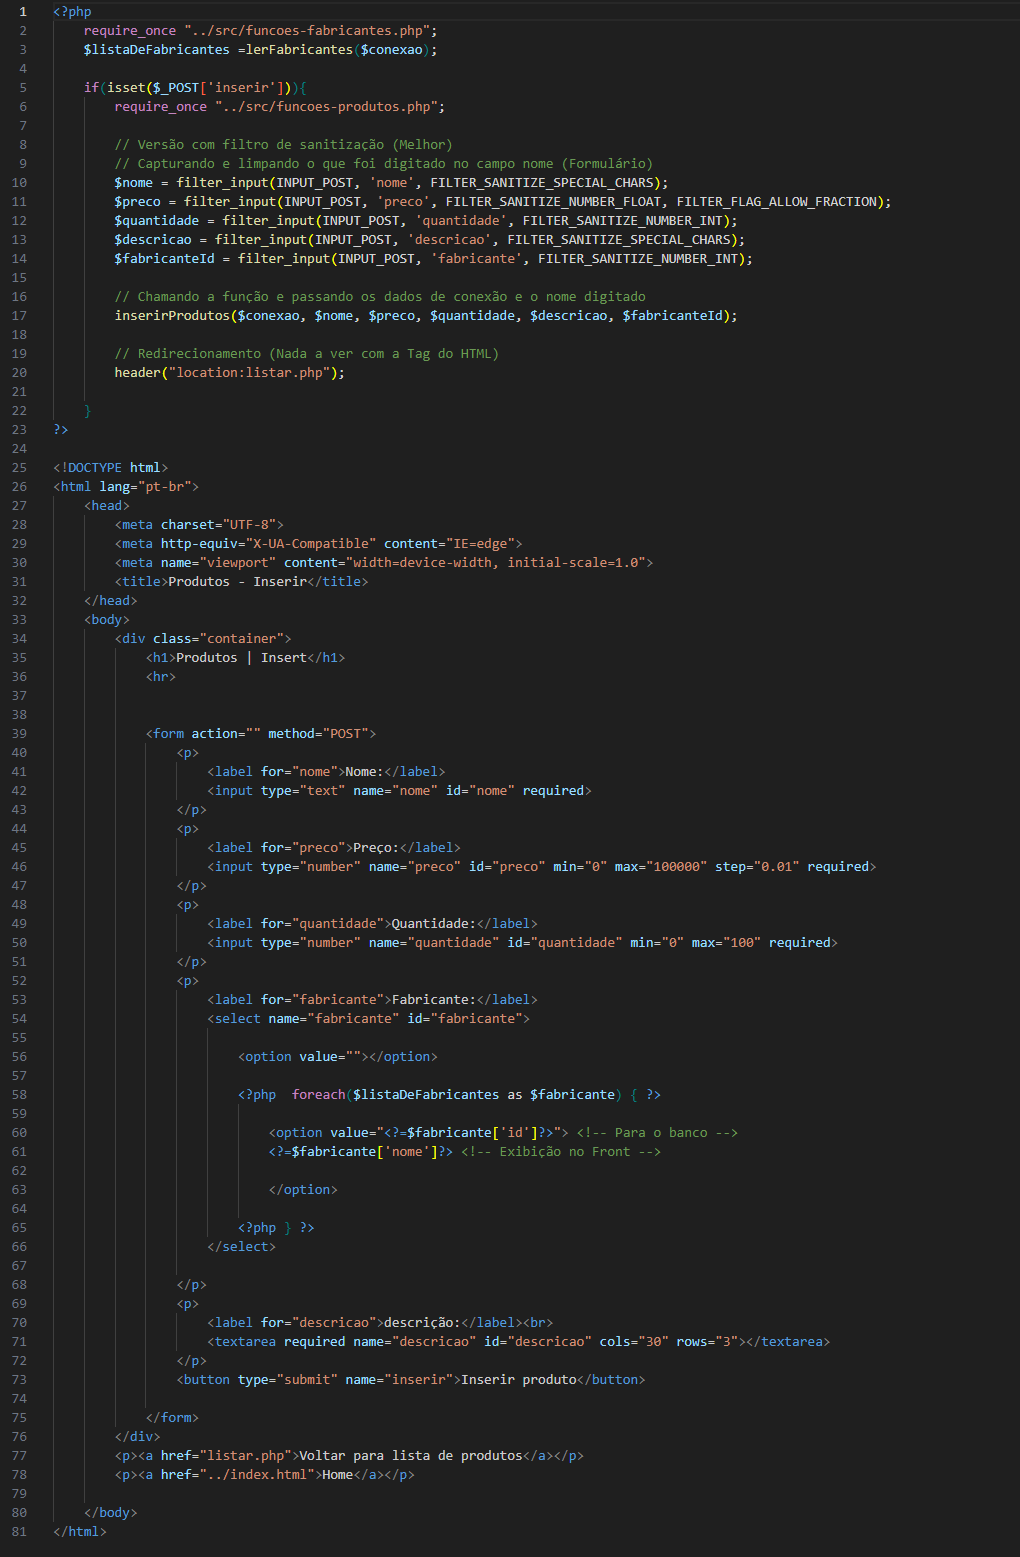 1 <?php
2 require_once "../src/funcoes-fabricantes.php";
3 $listaDeFabricantes =lerFabricantes($conexao);
4
5 if(isset($_POST['inserir'])){
6 require_once "../src/funcoes-produtos.php";
7
8 // Versão com filtro de sanitização (Melhor)
9 // Capturando e limpando o que foi digitado no campo nome (Formulário)
10 $nome = filter_input(INPUT_POST, 'nome', FILTER_SANITIZE_SPECIAL_CHARS);
11 $preco = filter_input(INPUT_POST, 'preco', FILTER_SANITIZE_NUMBER_FLOAT, FILTER_FLAG_ALLOW_FRACTION);
12 $quantidade = filter_input(INPUT_POST, 'quantidade', FILTER_SANITIZE_NUMBER_INT);
13 $descricao = filter_input(INPUT_POST, 'descricao', FILTER_SANITIZE_SPECIAL_CHARS);
14 $fabricanteId = filter_input(INPUT_POST, 'fabricante', FILTER_SANITIZE_NUMBER_INT);
15
16 // Chamando a função e passando os dados de conexão e o nome digitado
17 inserirProdutos($conexao, $nome, $preco, $quantidade, $descricao, $fabricanteId);
18
19 // Redirecionamento (Nada a ver com a Tag do HTML)
20 header("location:listar.php");
21
22 }
23 ?>
24
25 <!DOCTYPE html>
26 <html lang="pt-br">
27 <head>
28 <meta charset="UTF-8">
29 <meta http-equiv="X-UA-Compatible" content="IE=edge">
30 <meta name="viewport" content="width=device-width, initial-scale=1.0">
31 <title>Produtos - Inserir</title>
32 </head>
33 <body>
34 <div class="container">
35 <h1>Produtos | Insert</h1>
36 <hr>
37
38
39 <form action="" method="POST">
40 <p>
41 <label for="nome">Nome:</label>
42 <input type="text" name="nome" id="nome" required>
43 </p>
44 <p>
45 <label for="preco">Preço:</label>
46 <input type="number" name="preco" id="preco" min="0" max="100000" step="0.01" required>
47 </p>
48 <p>
49 <label for="quantidade">Quantidade:</label>
50 <input type="number" name="quantidade" id="quantidade" min="0" max="100" required>
51 </p>
52 <p>
53 <label for="fabricante">Fabricante:</label>
54 <select name="fabricante" id="fabricante">
55
56 <option value=""></option>
57
58 <?php  foreach($listaDeFabricantes as $fabricante) { ?>
59
60 <option value="<?=$fabricante['id']?>"> <!-- Para o banco -->
61 <?=$fabricante['nome']?> <!-- Exibição no Front -->
62
63 </option>
64
65 <?php } ?>
66 </select>
67
68 </p>
69 <p>
70 <label for="descricao">descrição:</label><br>
71 <textarea required name="descricao" id="descricao" cols="30" rows="3"></textarea>
72 </p>
73 <button type="submit" name="inserir">Inserir produto</button>
74
75 </form>
76 </div>
77 <p><a href="listar.php">Voltar para lista de produtos</a></p>
78 <p><a href="../index.html">Home</a></p>
79
80 </body>
81 </html>